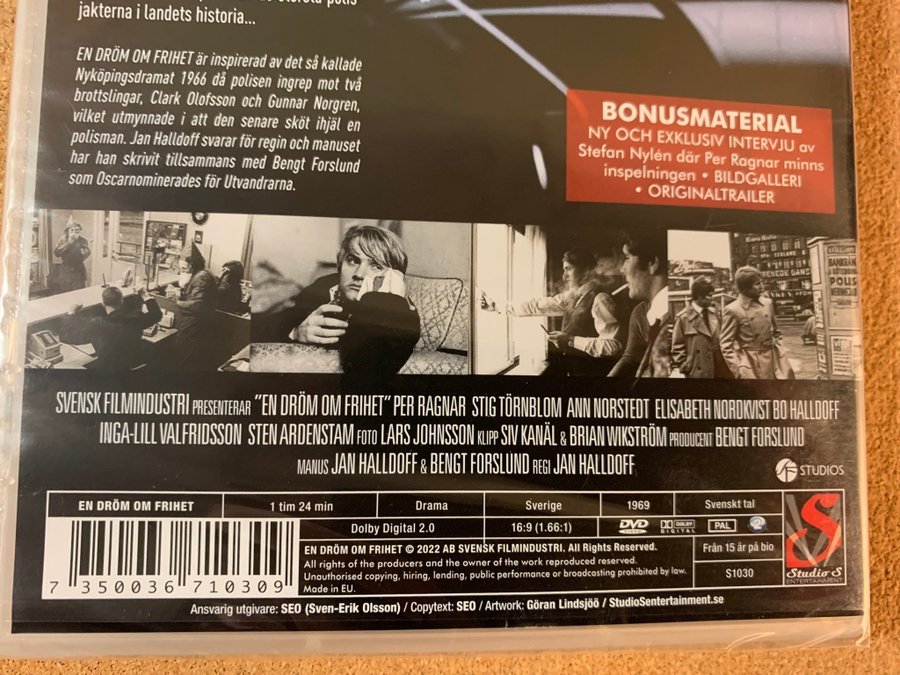 polis-
jakterna i landets historia...
EN DRÖM OM FRIHET är inspirerad av det så kallade
Nyköpingsdramat 1966 då polisen ingrep mot två
brottslingar, Clark Olofsson och Gunnar Norgren,
vilket utmynnade i att den senare sköt ihjäl en
polisman. Jan Halldoff svarar för regin och manuset
har han skrivit tillsammans med Bengt Forslund
som Oscarnominerades för Utvandrarna.
BONUSMATERIAL
NY OCH EXKLUSIV INTERVJU av
Stefan Nylén där Per Ragnar minns
inspelningen • BILDGALLERI
• ORIGINALTRAILER
SVENSK FILMINDUSTRI PRESENTERAR "EN DRÖM OM FRIHET" PER RAGNAR STIG TÖRNBLOM ANN NORSTEDT ELISABETH NORDKVIST BO HALLDOFF
INGA-LILL VALFRIDSSON STEN ARDENSTAM FOTO LARS JOHNSSON KLIPP SIV KANÄL & BRIAN WIKSTRÖM PRODUCENT BENGT FORSLUND
MANUS JAN HALLDOFF & BENGT FORSLUND REGI JAN HALLDOFF
SF STUDIOS
EN DRÖM OM FRIHET 1 tim 24 min Drama Sverige 1969 Svenskt tal
Dolby Digital 2.0 16:9 (1.66:1) DVD VIDEO DOLBY DIGITAL PAL 2
EN DRÖM OM FRIHET © 2022 AB SVENSK FILMINDUSTRI. All Rights Reserved.
All rights of the producers and the owner of the work reproduced reserved.
Unauthorised copying, hiring, lending, public performance or broadcasting prohibited by law.
Made in EU.
Från 15 år på bio
S1030
S
Studio S
ENTERTAINMENT
7 350036 710309
Ansvarig utgivare: SEO (Sven-Erik Olsson) / Copytext: SEO / Artwork: Göran Lindsjöö / StudioSentertainment.se